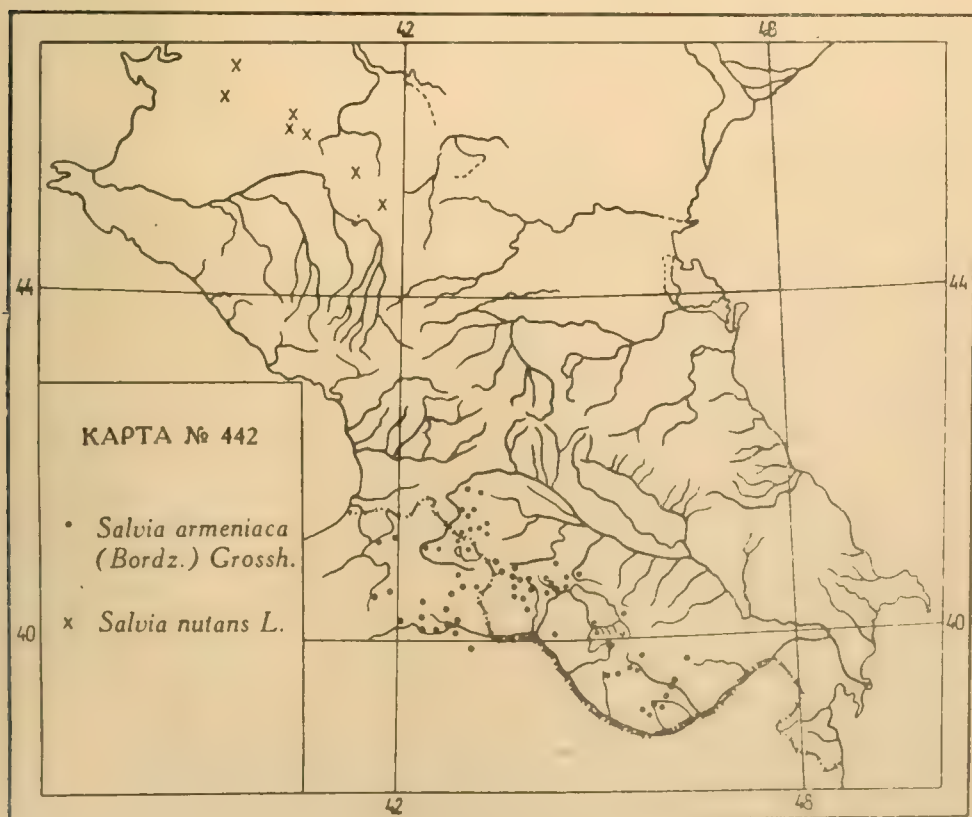 42 48
44 44
КАРТА № 442
• Salvia armeniaca
(Bordz.) Grossh.
x Salvia nutans L.
40 40
42 48